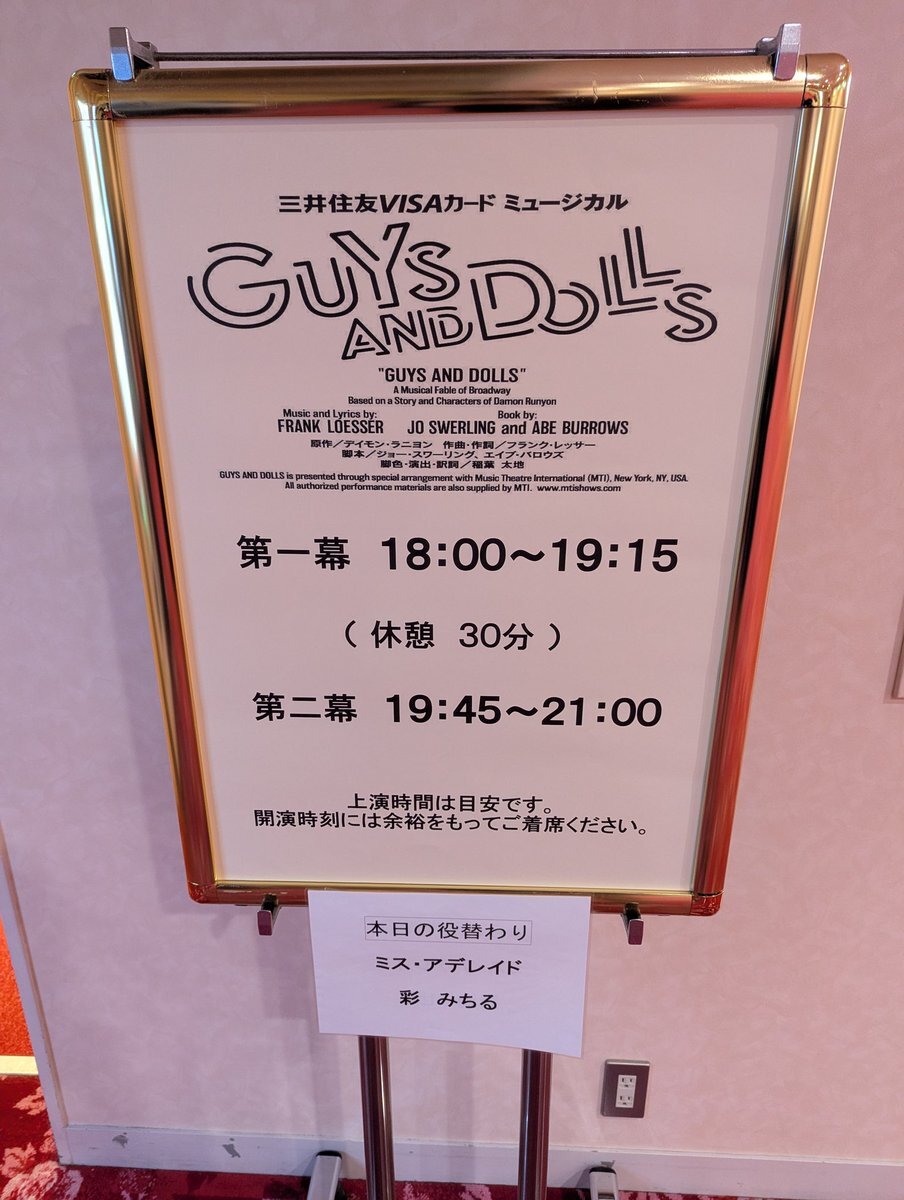 三井住友VISAカード ミュージカル
GUYS AND DOLLS
"GUYS AND DOLLS"
A Musical Fable of Broadway
Based on a Story and Characters of Damon Runyon
Music and Lyrics by: Book by:
FRANK LOESSER JO SWERLING and ABE BURROWS
原作/デイモン・ラニヨン 作曲・作詞/フランク・レッサー
脚本/ジョー・スワーリング、エイブ・バロウズ
脚色・演出・訳詞/稲葉 太地
GUYS AND DOLLS is presented through special arrangement with Music Theatre International (MTI), New York, NY, USA.
All authorized performance materials are also supplied by MTI. www.mtishows.com
第一幕 18:00～19:15
( 休憩 30分 )
第二幕 19:45～21:00
上演時間は目安です。
開演時刻には余裕をもってご着席ください。
本日の役替わり
ミス・アデレイド
彩 みちる